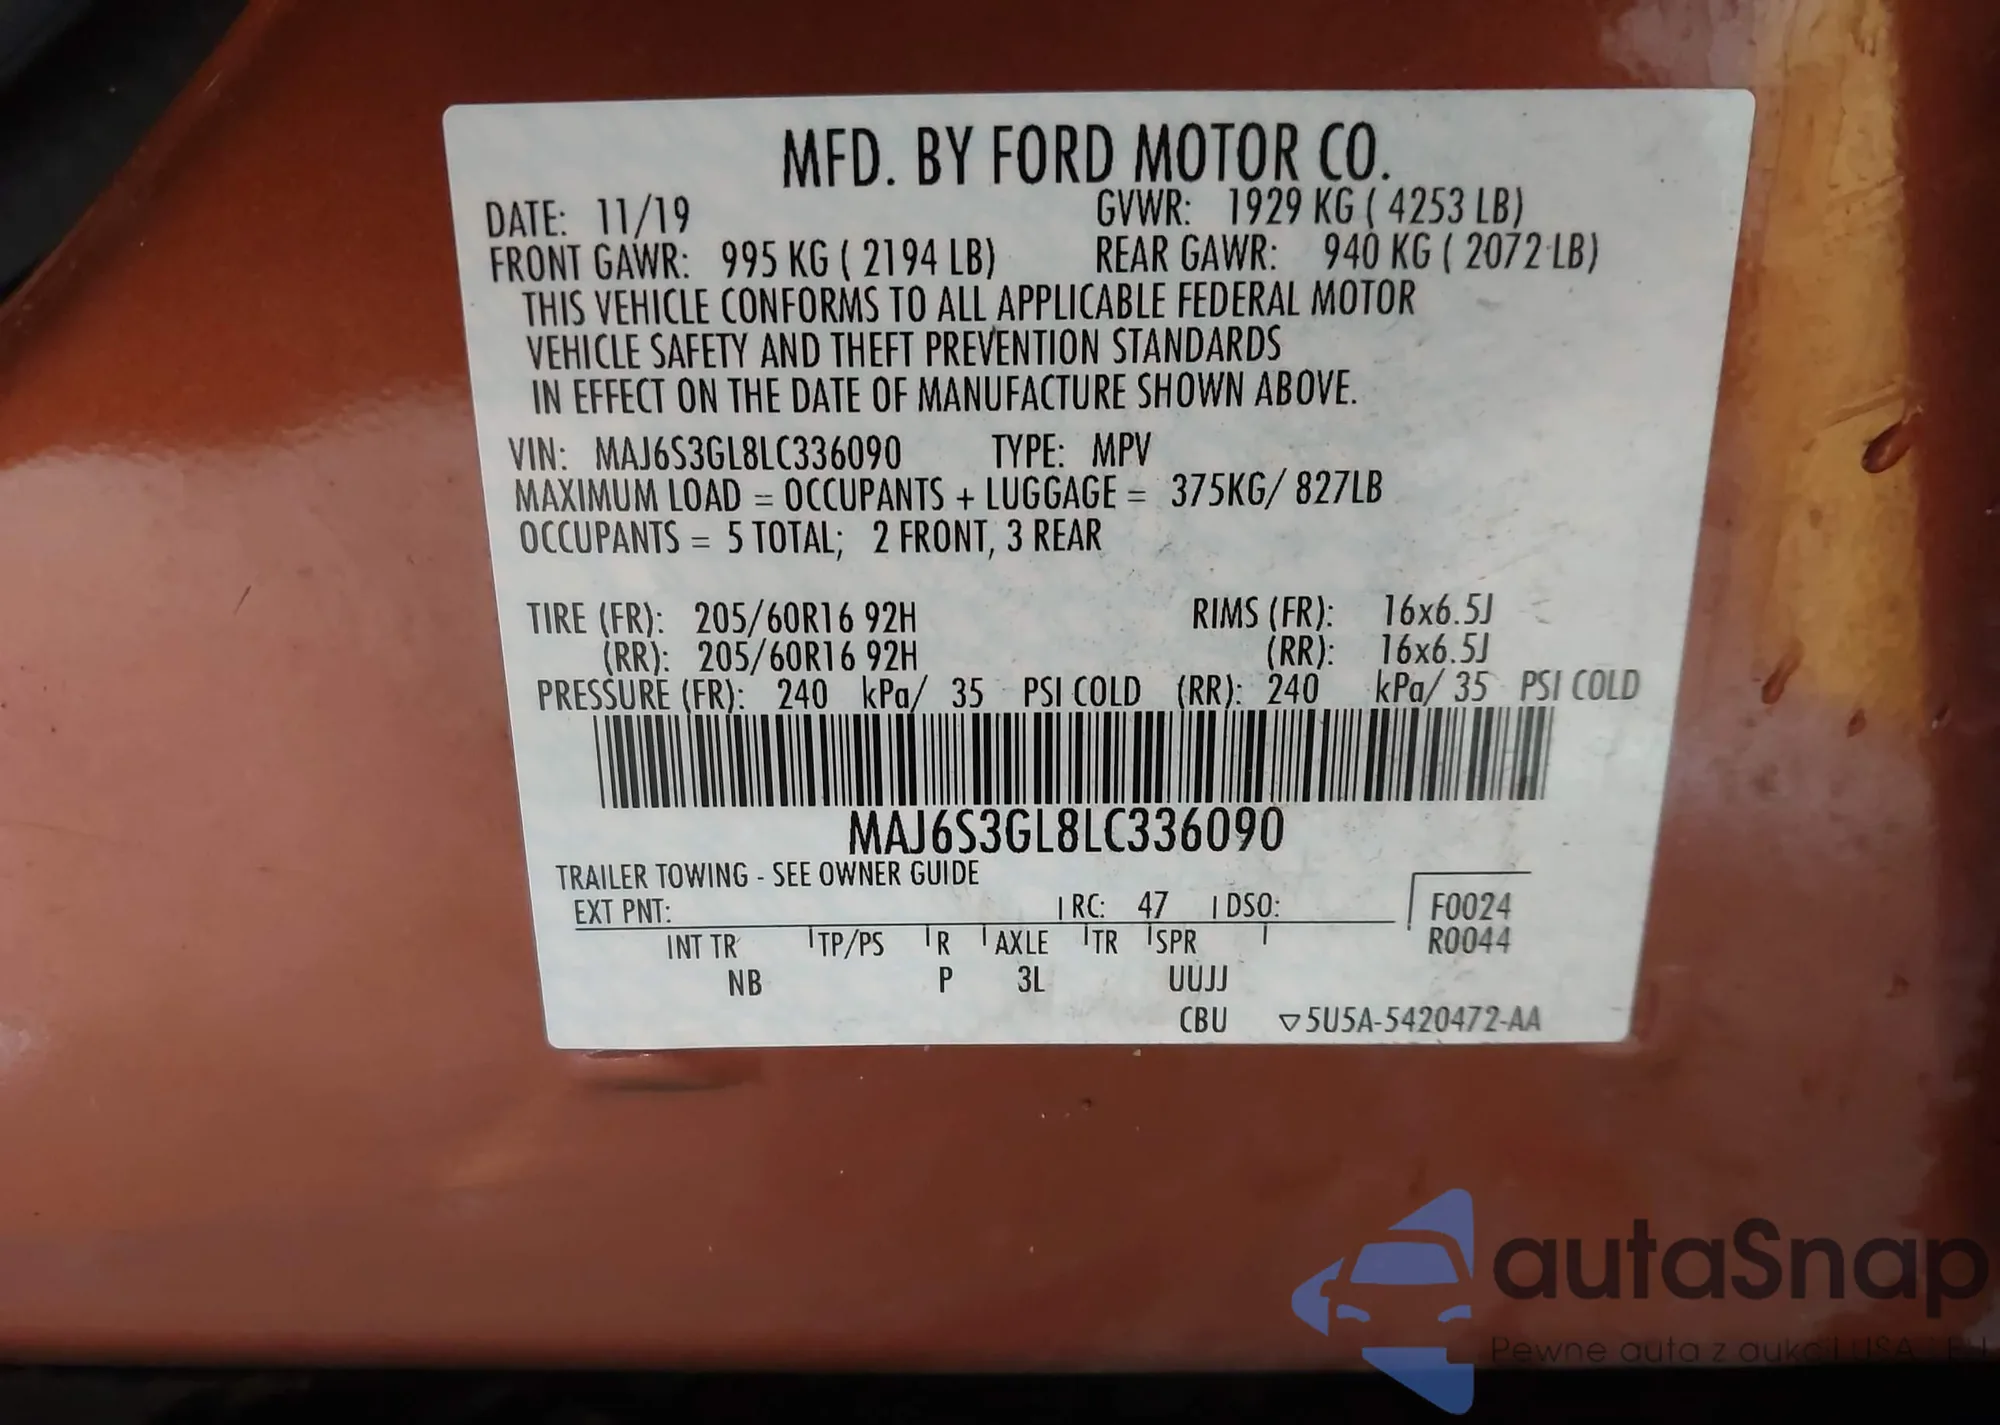 MFD. BY FORD MOTOR CO.
DATE: 11/19 GVWR: 1929 KG ( 4253 LB)
FRONT GAWR: 995 KG ( 2194 LB) REAR GAWR: 940 KG ( 2072 LB)
THIS VEHICLE CONFORMS TO ALL APPLICABLE FEDERAL MOTOR
VEHICLE SAFETY AND THEFT PREVENTION STANDARDS
IN EFFECT ON THE DATE OF MANUFACTURE SHOWN ABOVE.
VIN: MAJ6S3GL8LC336090 TYPE: MPV
MAXIMUM LOAD = OCCUPANTS + LUGGAGE = 375KG/ 827LB
OCCUPANTS = 5 TOTAL; 2 FRONT, 3 REAR
TIRE (FR): 205/60R16 92H RIMS (FR): 16x6.5J
(RR): 205/60R16 92H (RR): 16x6.5J
PRESSURE (FR): 240 kPa/ 35 PSI COLD (RR): 240 kPa/ 35 PSI COLD
MAJ6S3GL8LC336090
TRAILER TOWING - SEE OWNER GUIDE
EXT PNT: RC: 47 DSO: F0024
INT TR TP/PS R AXLE TR SPR R0044
NB P 3L UUJJ
CBU ▽5U5A-5420472-AA
autaSnap
Pewne auta z aukcji USA i EU